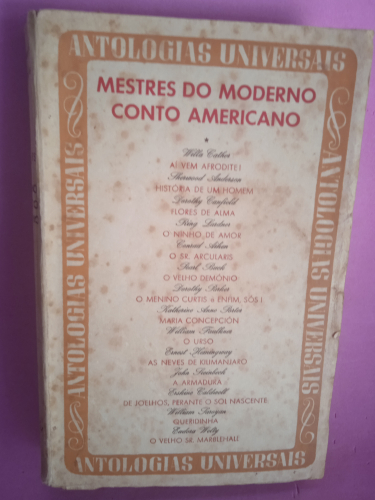 ANTOLOGIAS UNIVERSAIS
MESTRES DO MODERNO
CONTO AMERICANO
Willa Cather
AÍ VEM AFRODITE!
Sherwood Anderson
HISTÓRIA DE UM HOMEM
Dorothy Canfield
FLORES DE ALMA
Ring Lardner
O NINHO DE AMOR
Conrad Aiken
O SR. ARCULARIS
Pearl Buck
O VELHO DEMÓNIO
Dorothy Parker
O MENINO CURTIS e ENFIM, SÓS!
Katherine Anne Porter
MARIA CONCEPCIÓN
William Faulkner
O URSO
Ernest Hemingway
AS NEVES DE KILIMANJARO
John Steinbeck
A ARMADURA
Erskine Caldwell
DE JOELHOS, PERANTE O SOL NASCENTE
William Saroyan
QUERIDINHA
Eudora Welty
O VELHO SR. MARBLEHALL
ANTOLOGIAS UNIVERSAIS
ANTOLOGIAS UNIVERSAIS
ANTOLOGIAS UNIVERSAIS